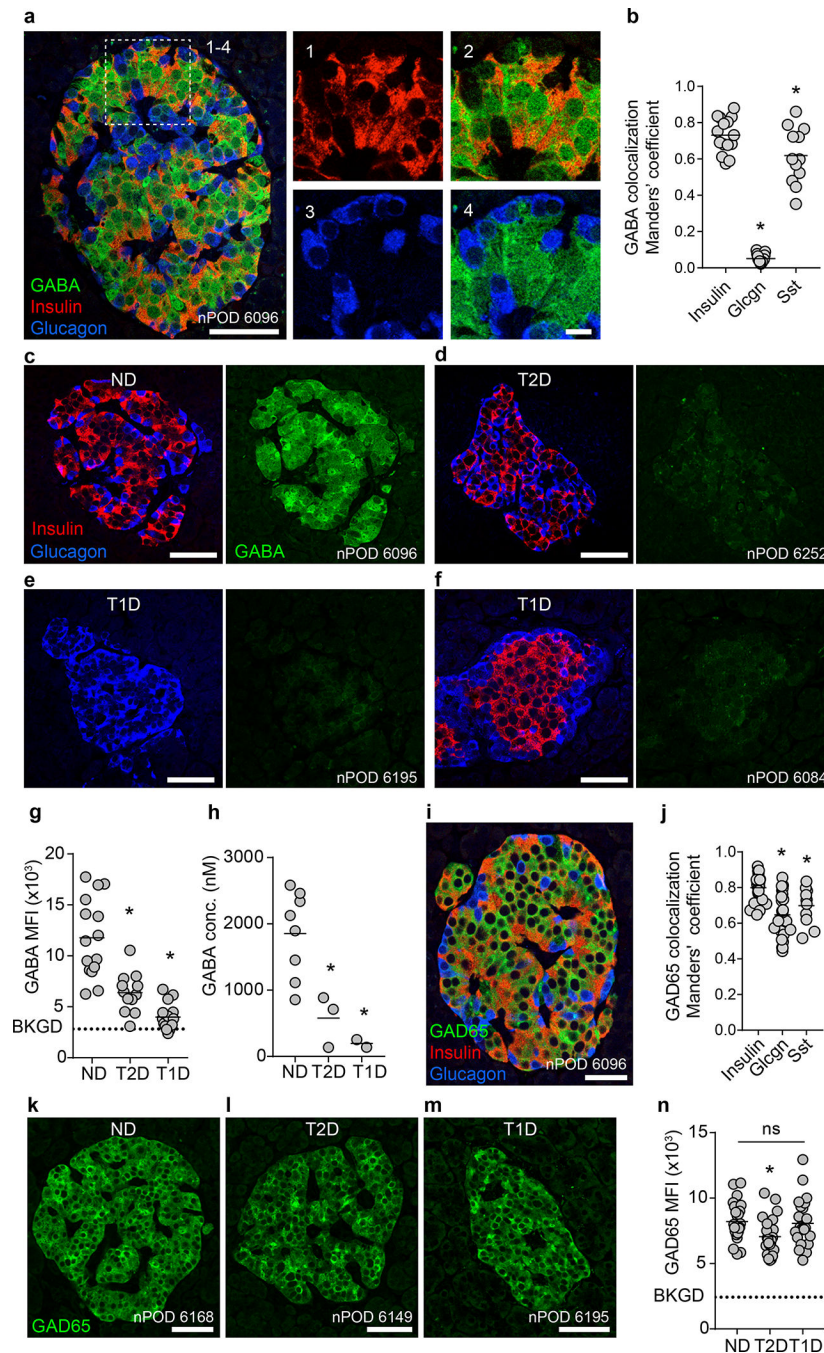 a
1-4
GABA
Insulin
Glucagon
nPOD 6096
1
2
3
4
b
GABA colocalization
Manders' coefficient
1.0
0.8
0.6
0.4
0.2
0.0
*
*
Insulin
Glcgn
Sst
c
ND
Insulin
Glucagon
GABA
nPOD 6096
d
T2D
nPOD 6252
e
T1D
nPOD 6195
f
T1D
nPOD 6084
g
GABA MFI (x10³)
20
15
10
5
0
BKGD
*
*
ND T2D T1D
h
GABA conc. (nM)
3000
2000
1000
0
*
*
ND T2D T1D
i
GAD65
Insulin
Glucagon
nPOD 6096
j
GAD65 colocalization
Manders' coefficient
1.0
0.8
0.6
0.4
0.2
0.0
*
*
Insulin
Glcgn
Sst
k
ND
GAD65
nPOD 6168
l
T2D
nPOD 6149
m
T1D
nPOD 6195
n
GAD65 MFI (x10³)
15
10
5
0
BKGD
ns
*
ND T2D T1D